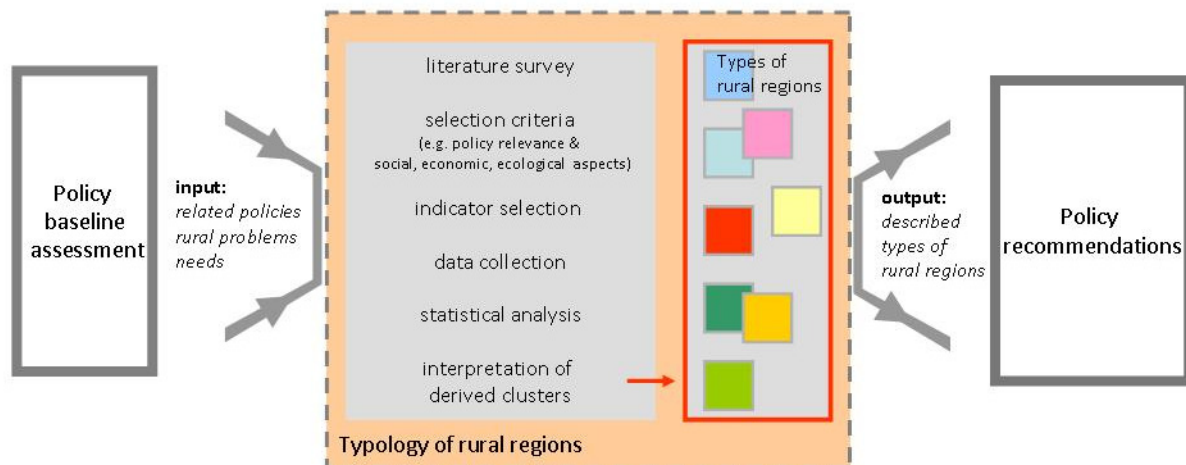 Policy
baseline
assessment
input:
related policies
rural problems
needs
literature survey
selection criteria
(e.g. policy relevance &
social, economic, ecological aspects)
indicator selection
data collection
statistical analysis
interpretation of
derived clusters
Typology of rural regions
Types of
rural regions
output:
described
types of
rural regions
Policy
recommendations